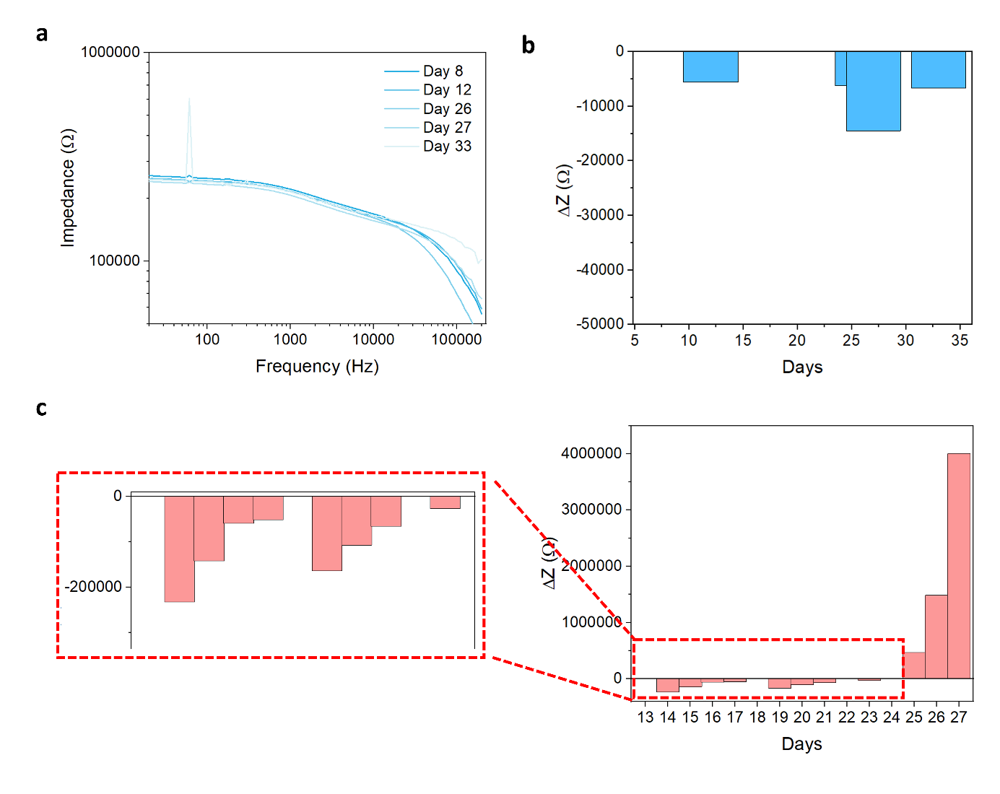 a
1000000
100000
Impedance (Ω)
Day 8
Day 12
Day 26
Day 27
Day 33
100
1000
10000
100000
Frequency (Hz)
b
0
-10000
-20000
-30000
-40000
-50000
ΔZ (Ω)
5
10
15
20
25
30
35
Days
c
0
-200000
4000000
3000000
2000000
1000000
0
ΔZ (Ω)
13
14
15
16
17
18
19
20
21
22
23
24
25
26
27
Days